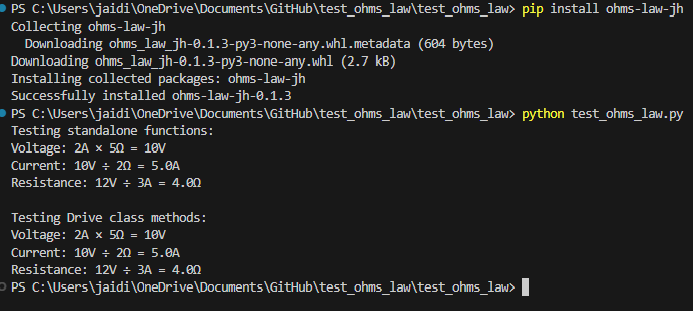 PS C:\Users\jaidi\OneDrive\Documents\GitHub\test_ohms_law\test_ohms_law> pip install ohms-law-jh
Collecting ohms-law-jh
  Downloading ohms_law_jh-0.1.3-py3-none-any.whl.metadata (604 bytes)
Downloading ohms_law_jh-0.1.3-py3-none-any.whl (2.7 kB)
Installing collected packages: ohms-law-jh
Successfully installed ohms-law-jh-0.1.3
PS C:\Users\jaidi\OneDrive\Documents\GitHub\test_ohms_law\test_ohms_law> python test_ohms_law.py
Testing standalone functions:
Voltage: 2A × 5Ω = 10V
Current: 10V ÷ 2Ω = 5.0A
Resistance: 12V ÷ 3A = 4.0Ω

Testing Drive class methods:
Voltage: 2A × 5Ω = 10V
Current: 10V ÷ 2Ω = 5.0A
Resistance: 12V ÷ 3A = 4.0Ω
PS C:\Users\jaidi\OneDrive\Documents\GitHub\test_ohms_law\test_ohms_law>